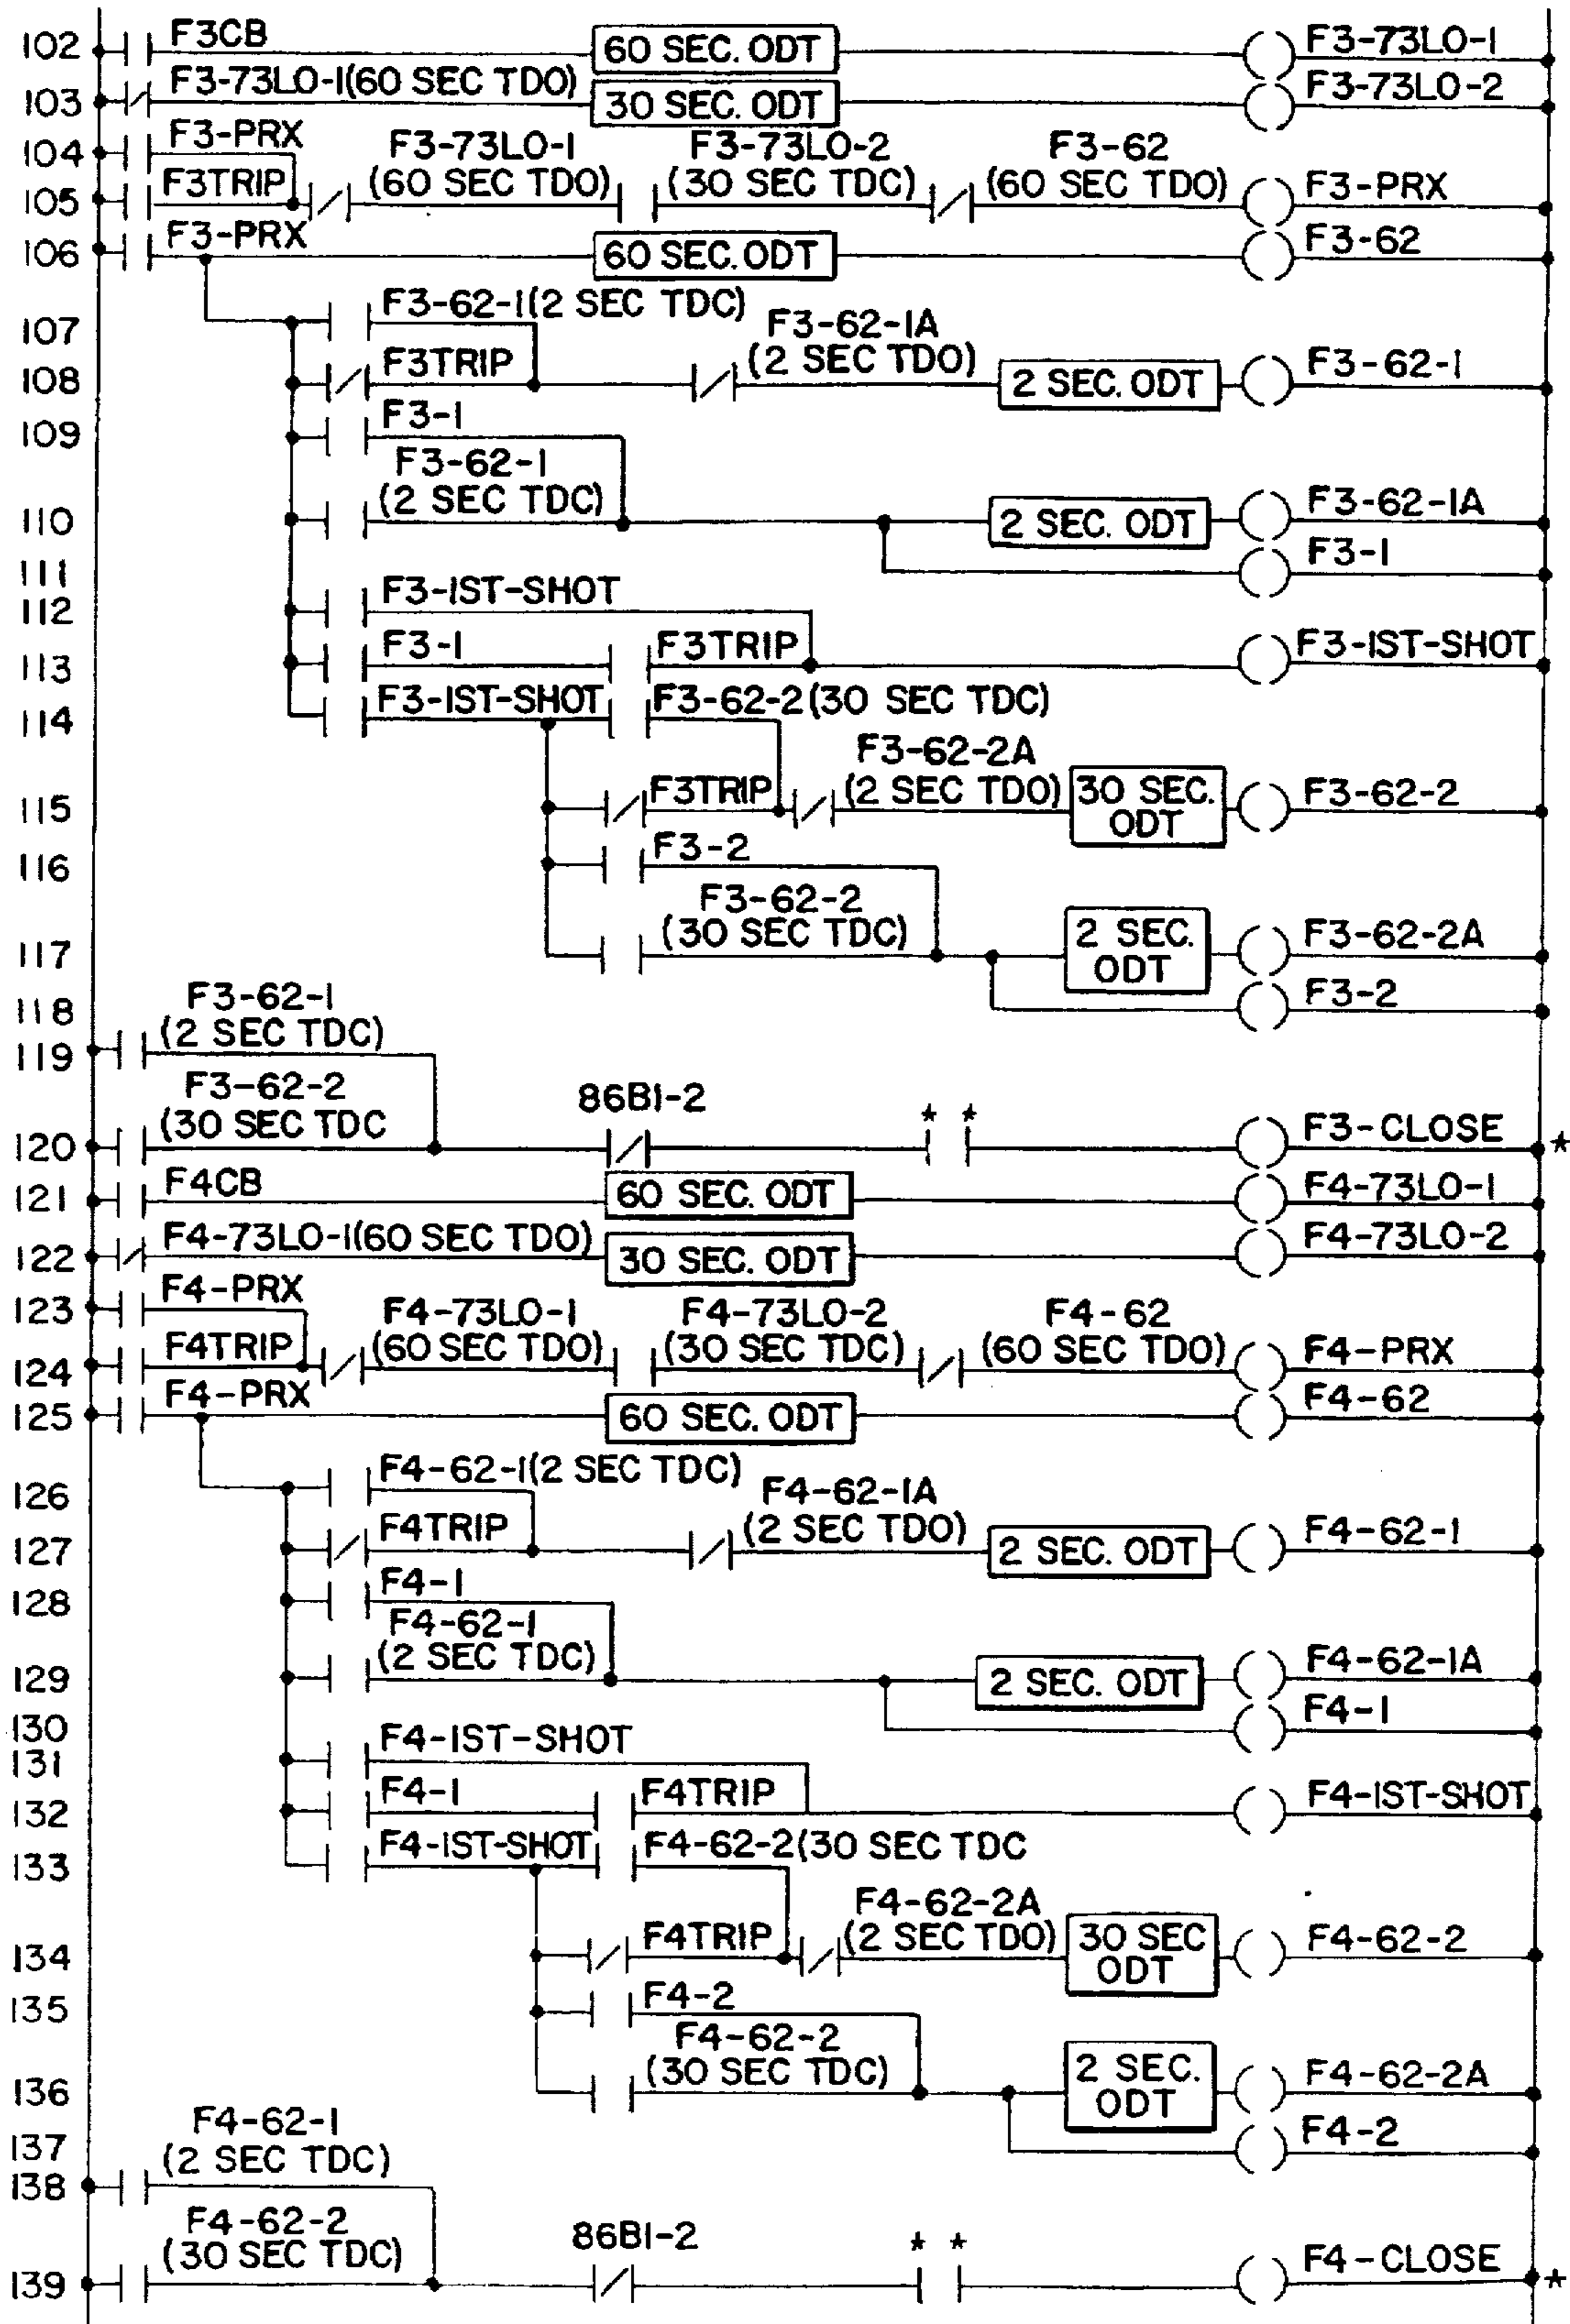 102 F3CB 60 SEC. ODT F3-73LO-1
103 F3-73LO-1(60 SEC TDO) 30 SEC. ODT F3-73LO-2
104 F3-PRX F3-73LO-1 F3-73LO-2 F3-62
105 F3TRIP (60 SEC TDO) (30 SEC TDC) (60 SEC TDO) F3-PRX
106 F3-PRX 60 SEC. ODT F3-62
107 F3-62-1(2 SEC TDC) F3-62-1A
108 F3TRIP (2 SEC TDO) 2 SEC. ODT F3-62-1
109 F3-1
F3-62-1
110 (2 SEC TDC) 2 SEC. ODT F3-62-1A
111 F3-1
112 F3-1ST-SHOT
113 F3-1 F3TRIP F3-1ST-SHOT
114 F3-1ST-SHOT F3-62-2(30 SEC TDC)
F3-62-2A
115 F3TRIP (2 SEC TDO) 30 SEC. ODT F3-62-2
116 F3-2
F3-62-2
117 (30 SEC TDC) 2 SEC. ODT F3-62-2A
118 F3-62-1 F3-2
119 (2 SEC TDC)
F3-62-2 86B1-2
120 (30 SEC TDC * * F3-CLOSE *
121 F4CB 60 SEC. ODT F4-73LO-1
122 F4-73LO-1(60 SEC TDO) 30 SEC. ODT F4-73LO-2
123 F4-PRX F4-73LO-1 F4-73LO-2 F4-62
124 F4TRIP (60 SEC TDO) (30 SEC TDC) (60 SEC TDO) F4-PRX
125 F4-PRX 60 SEC. ODT F4-62
126 F4-62-1(2 SEC TDC) F4-62-1A
127 F4TRIP (2 SEC TDO) 2 SEC. ODT F4-62-1
128 F4-1
F4-62-1
129 (2 SEC TDC) 2 SEC. ODT F4-62-1A
130 F4-1
131 F4-1ST-SHOT
132 F4-1 F4TRIP F4-1ST-SHOT
133 F4-1ST-SHOT F4-62-2(30 SEC TDC
F4-62-2A
134 F4TRIP (2 SEC TDO) 30 SEC ODT F4-62-2
135 F4-2
F4-62-2
136 (30 SEC TDC) 2 SEC. ODT F4-62-2A
137 F4-62-1 F4-2
138 (2 SEC TDC)
F4-62-2 86B1-2
139 (30 SEC TDC) * * F4-CLOSE *